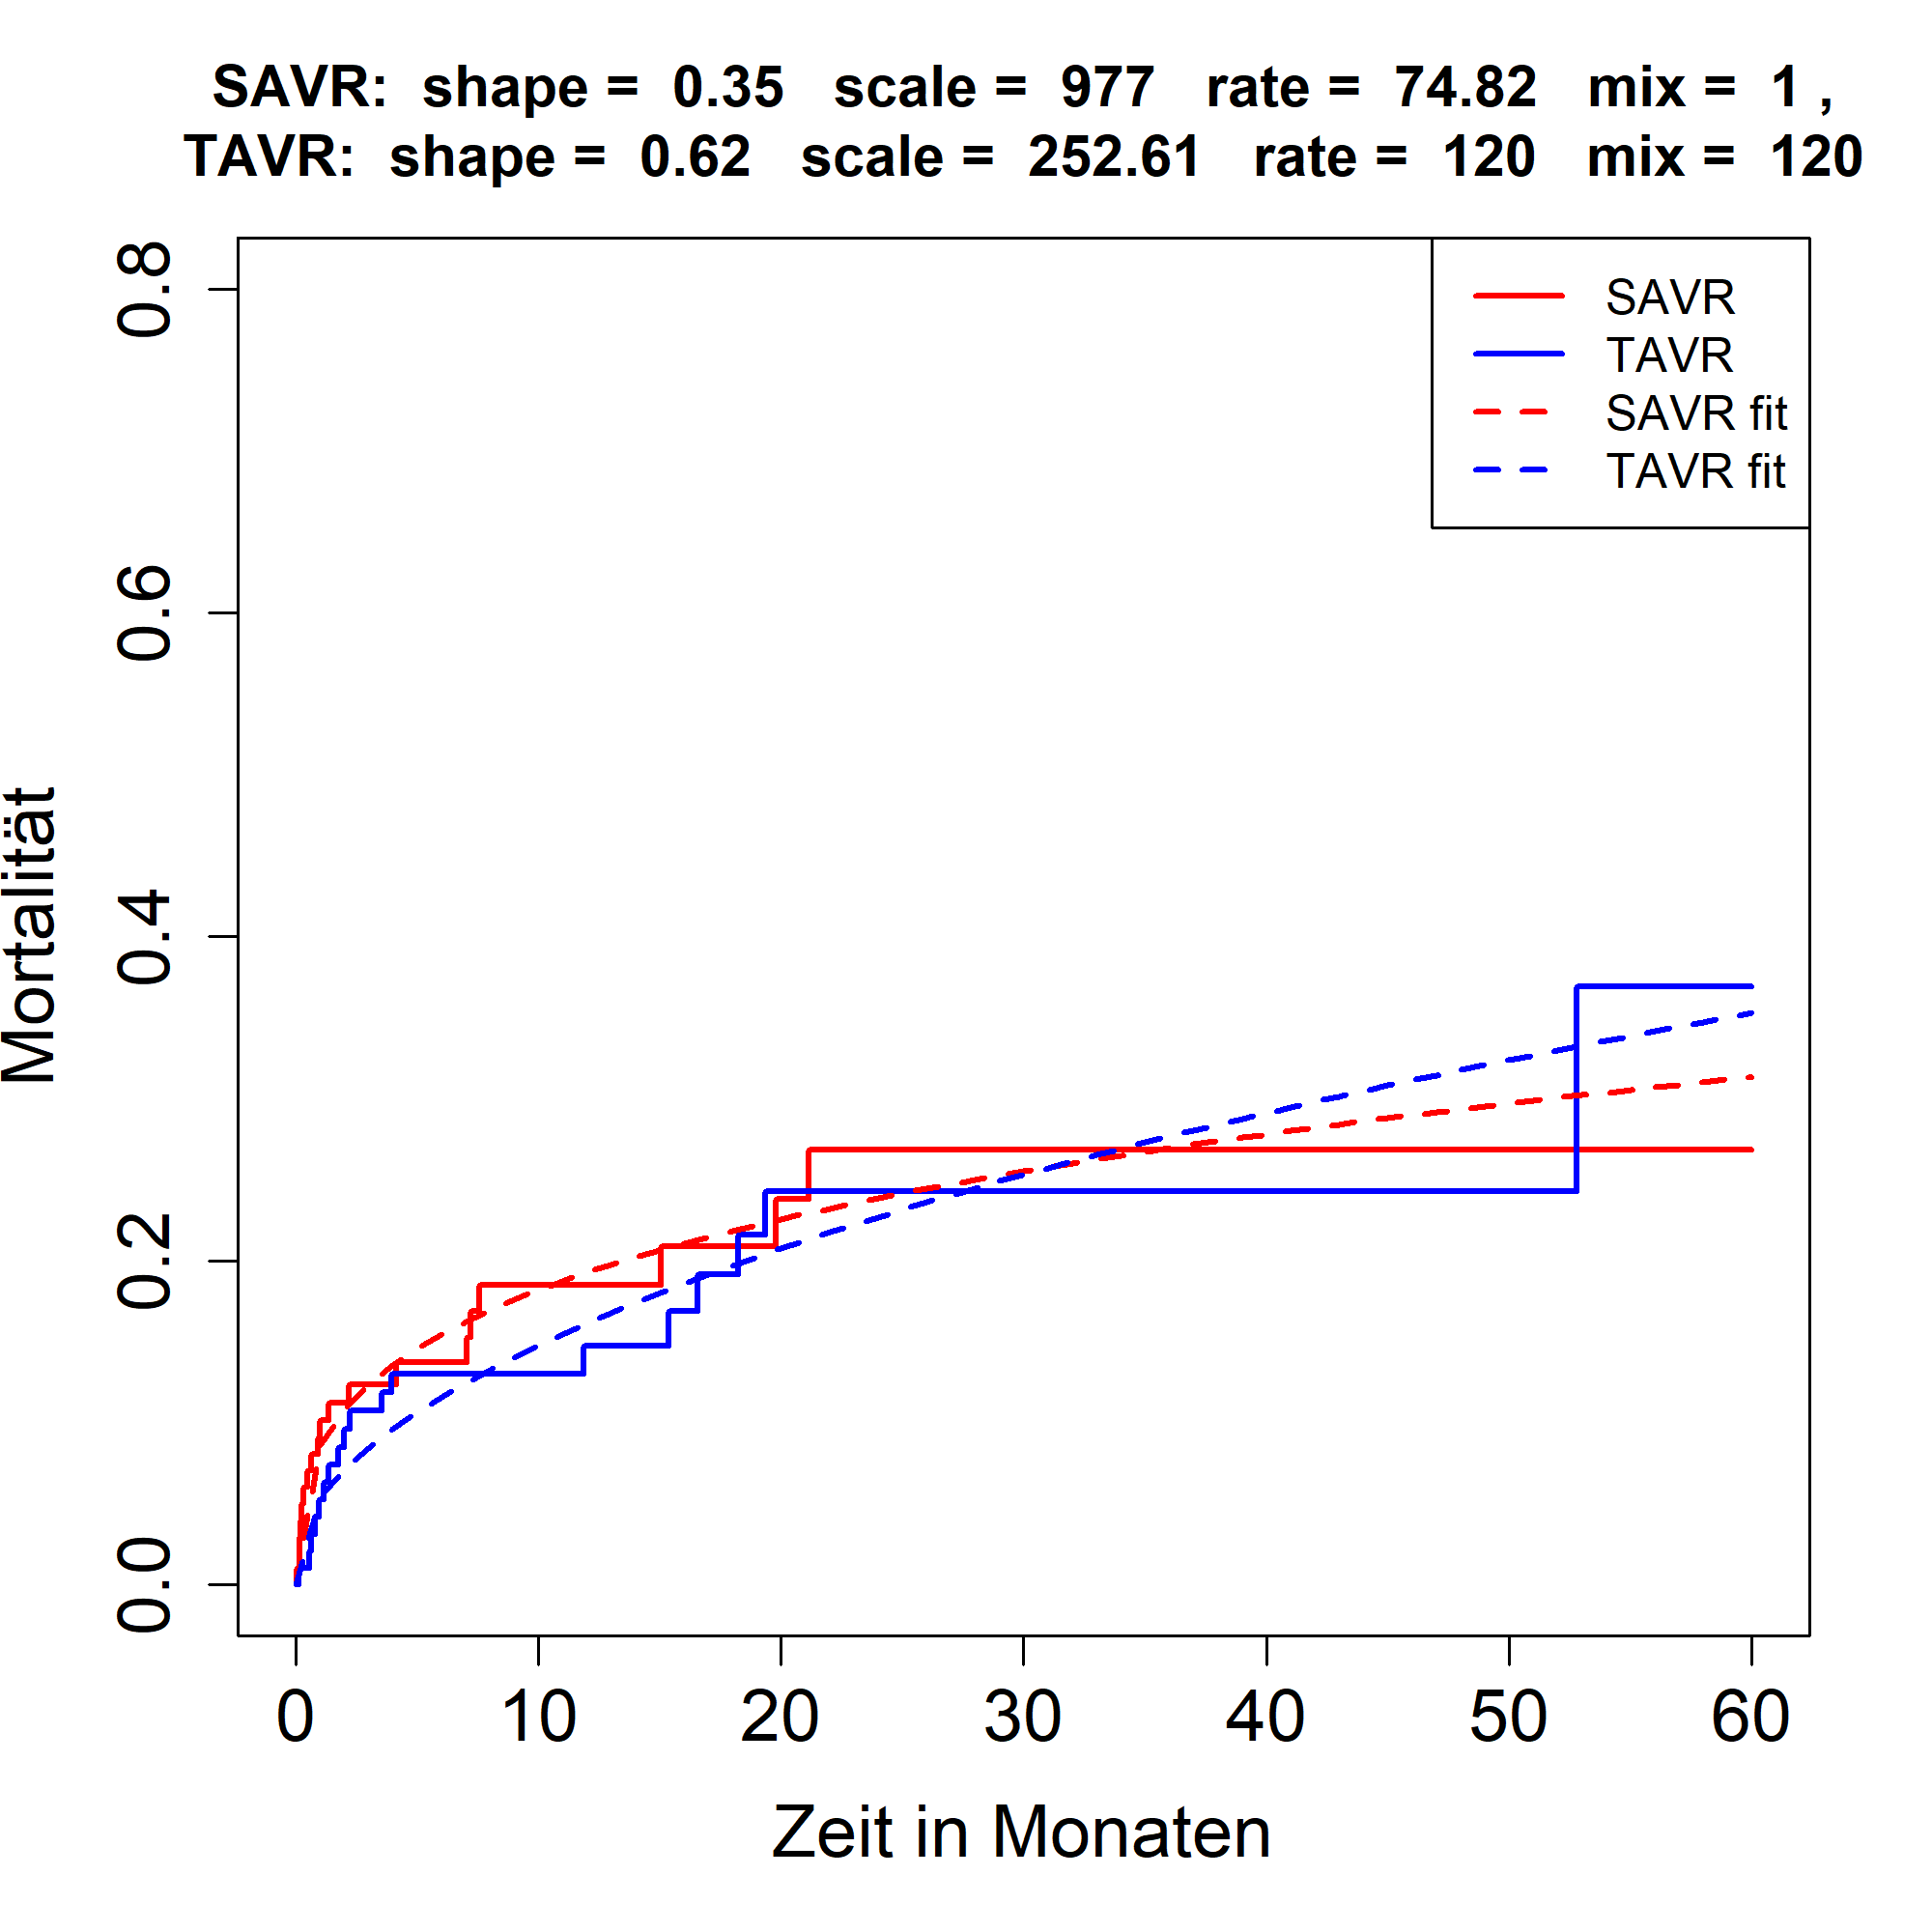 SAVR: shape = 0.35 scale = 977 rate = 74.82 mix = 1 ,
TAVR: shape = 0.62 scale = 252.61 rate = 120 mix = 120
SAVR
TAVR
SAVR fit
TAVR fit
Mortalität
0.8
0.6
0.4
0.2
0.0
0 10 20 30 40 50 60
Zeit in Monaten